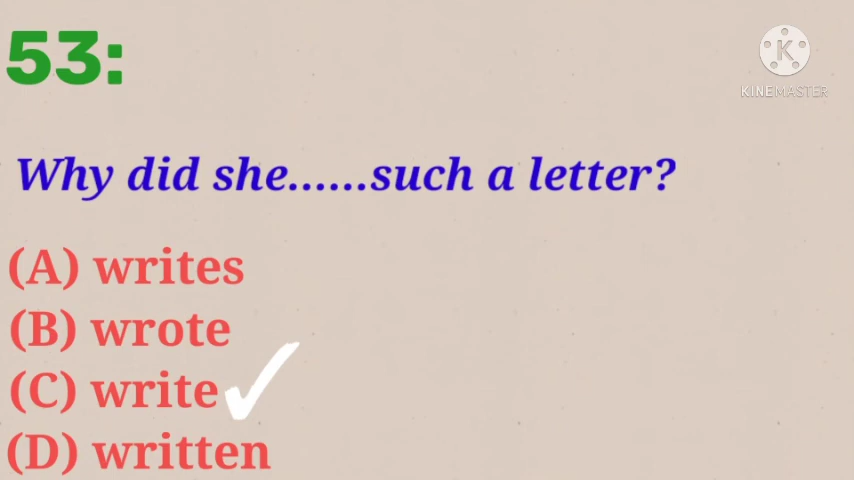 53:
KINEMASTER
Why did she......such a letter?
(A) writes
(B) wrote
(C) write
(D) written